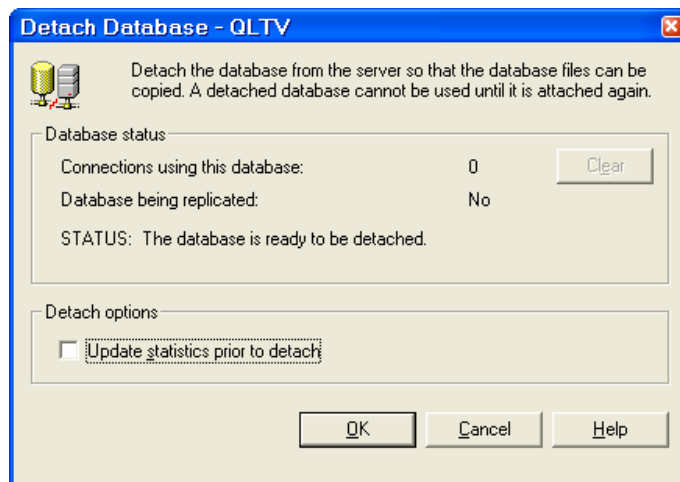 Detach Database - QLTV
Detach the database from the server so that the database files can be
copied. A detached database cannot be used until it is attached again.
Database status
Connections using this database: 0 Clear
Database being replicated: No
STATUS: The database is ready to be detached.
Detach options
Update statistics prior to detach
OK Cancel Help